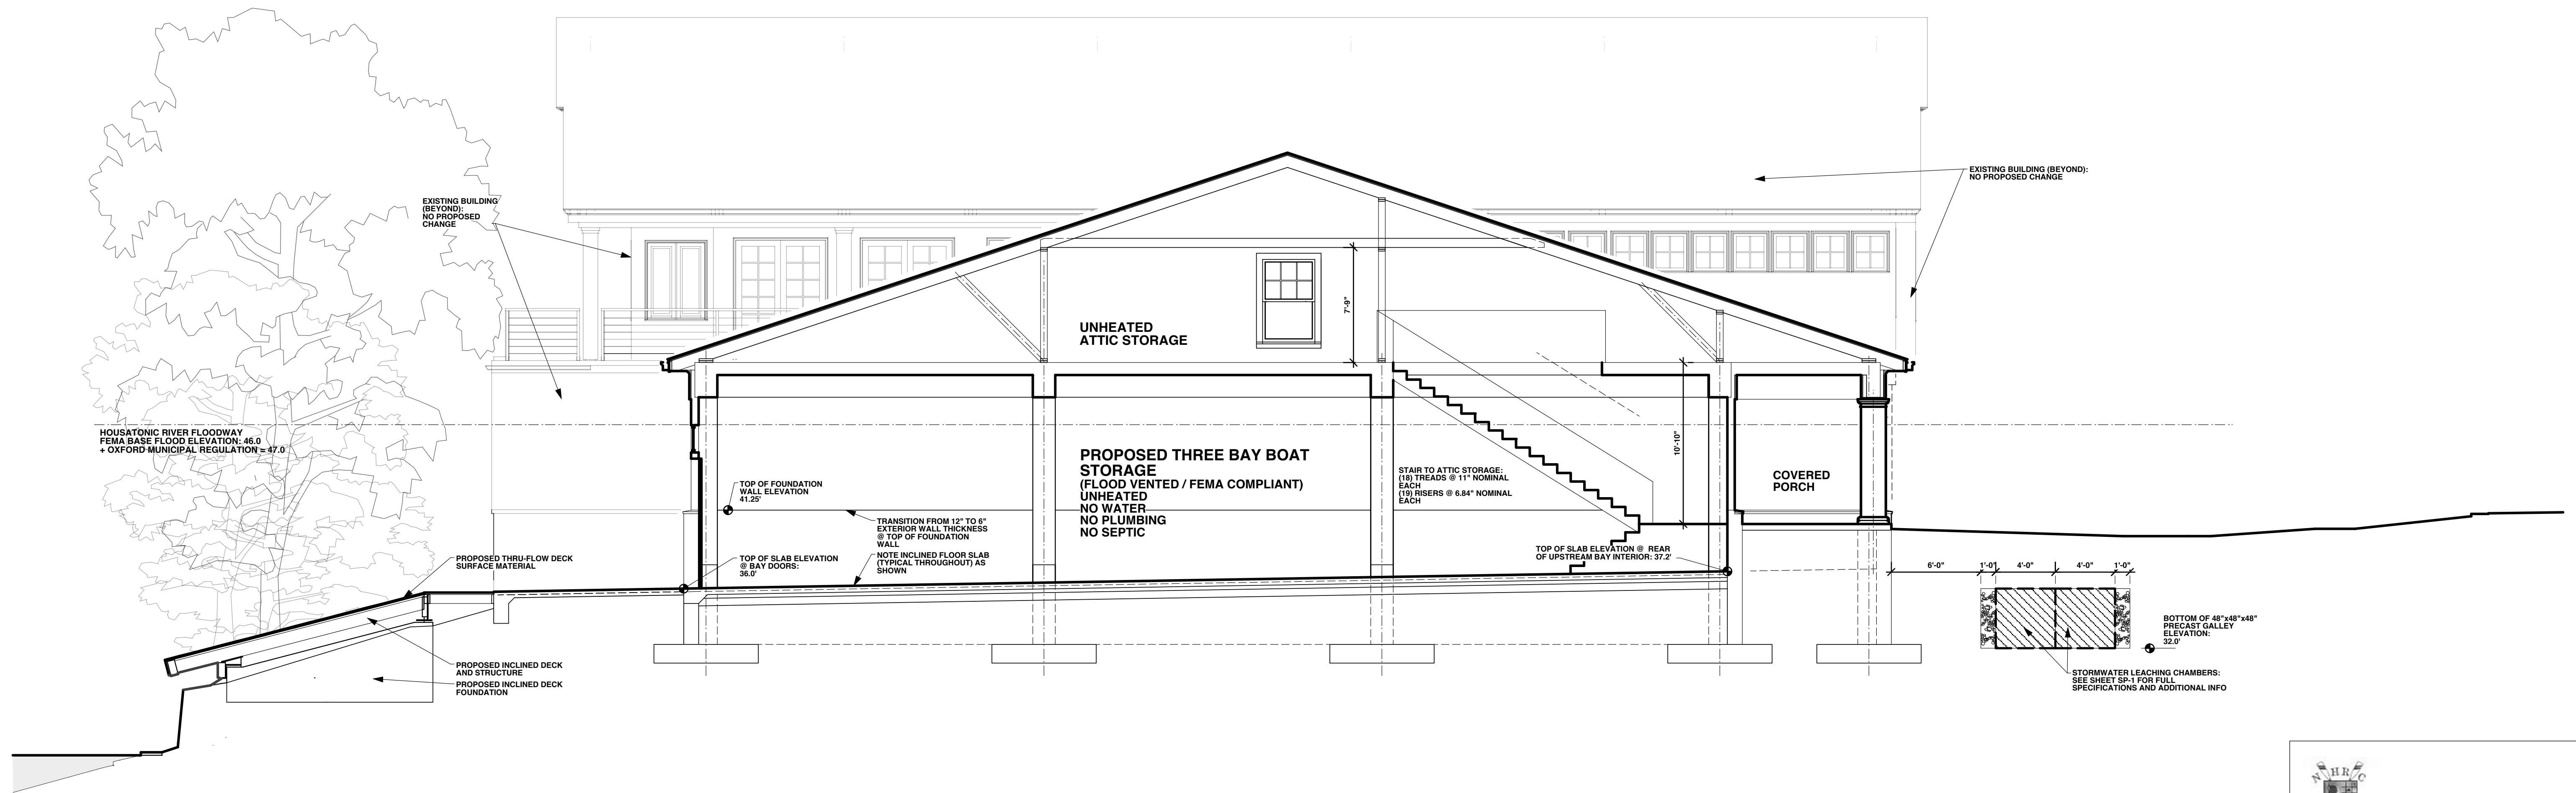 EXISTING BUILDING (BEYOND):
NO PROPOSED CHANGE
EXISTING BUILDING
(BEYOND):
NO PROPOSED
CHANGE
7'-9"
UNHEATED
ATTIC STORAGE
HOUSATONIC RIVER FLOODWAY
FEMA BASE FLOOD ELEVATION: 46.0
+ OXFORD MUNICIPAL REGULATION = 47.0
10'-10"
PROPOSED THREE BAY BOAT
STORAGE
(FLOOD VENTED / FEMA COMPLIANT)
UNHEATED
NO WATER
NO PLUMBING
NO SEPTIC
STAIR TO ATTIC STORAGE:
(18) TREADS @ 11" NOMINAL
EACH
(19) RISERS @ 6.84" NOMINAL
EACH
COVERED
PORCH
TOP OF FOUNDATION
WALL ELEVATION
41.25'
TRANSITION FROM 12" TO 6"
EXTERIOR WALL THICKNESS
@ TOP OF FOUNDATION
WALL
NOTE INCLINED FLOOR SLAB
(TYPICAL THROUGHOUT) AS
SHOWN
TOP OF SLAB ELEVATION
@ BAY DOORS:
36.0'
TOP OF SLAB ELEVATION @ REAR
OF UPSTREAM BAY INTERIOR: 37.2'
PROPOSED THRU-FLOW DECK
SURFACE MATERIAL
6'-0"
1'-0"
4'-0"
4'-0"
1'-0"
BOTTOM OF 48"x48"x48"
PRECAST GALLEY
ELEVATION:
32.0'
PROPOSED INCLINED DECK
AND STRUCTURE
PROPOSED INCLINED DECK
FOUNDATION
STORMWATER LEACHING CHAMBERS:
SEE SHEET SP-1 FOR FULL
SPECIFICATIONS AND ADDITIONAL INFO
N H R C